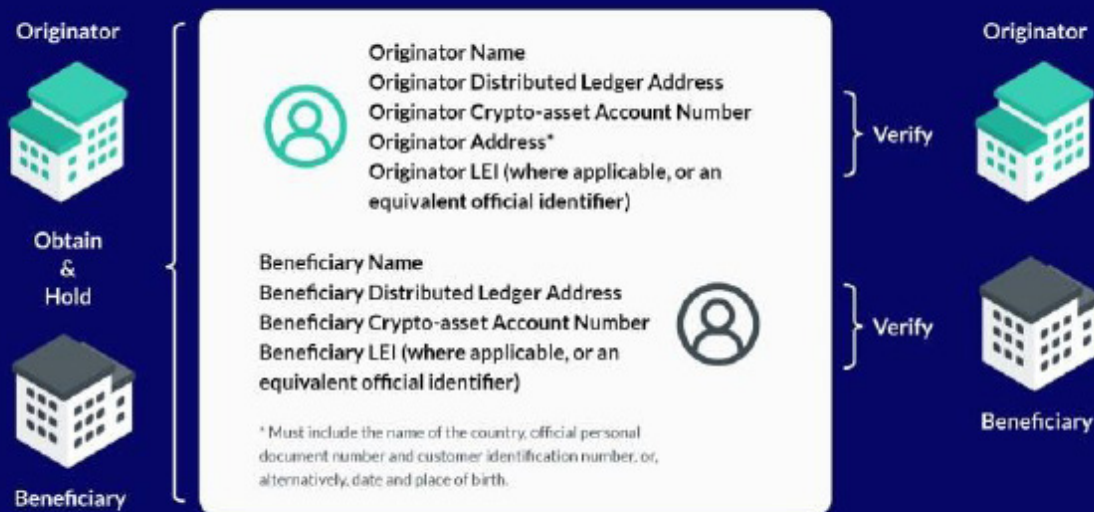 Originator
Obtain
&
Hold
Beneficiary
Originator Name
Originator Distributed Ledger Address
Originator Crypto-asset Account Number
Originator Address*
Originator LEI (where applicable, or an
equivalent official identifier)
Beneficiary Name
Beneficiary Distributed Ledger Address
Beneficiary Crypto-asset Account Number
Beneficiary LEI (where applicable, or an
equivalent official identifier)
* Must include the name of the country, official personal
document number and customer identification number, or,
alternatively, date and place of birth.
Verify
Verify
Originator
Beneficiary